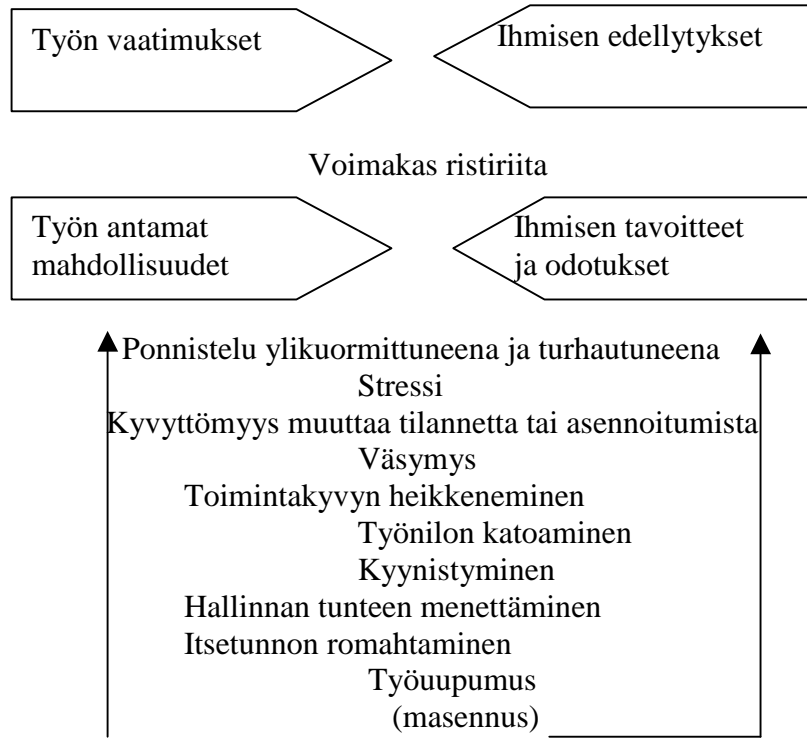 Työn vaatimukset
Ihmisen edellytykset
Voimakas ristiriita
Työn antamat
mahdollisuudet
Ihmisen tavoitteet
ja odotukset
Ponnistelu ylikuormittuneena ja turhautuneena
Stressi
Kyvyttömyys muuttaa tilannetta tai asennoitumista
Väsymys
Toimintakyvyn heikkeneminen
Työnilon katoaminen
Kyynistyminen
Hallinnan tunteen menettäminen
Itsetunnon romahtaminen
Työuupumus
(masennus)